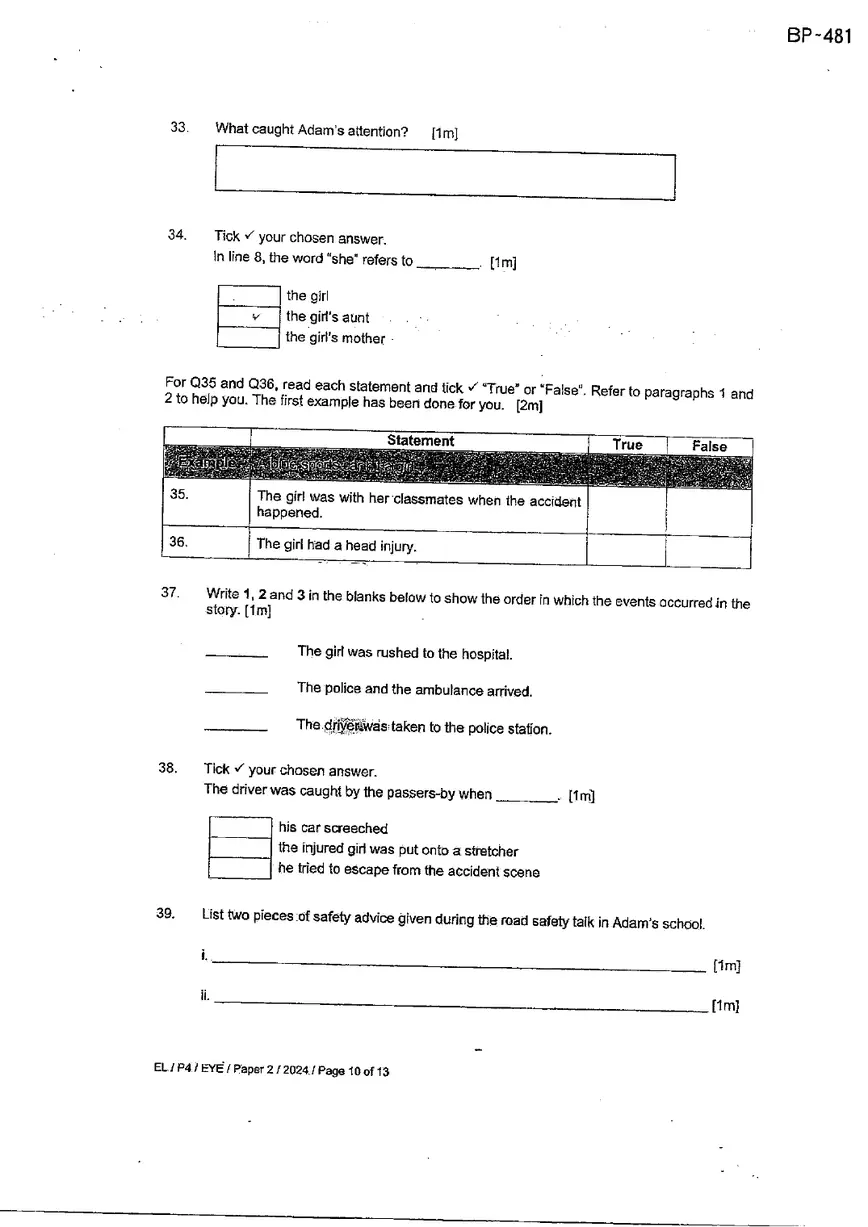 BP-481
33. What caught Adam's attention? [1m]
34. Tick ✓ your chosen answer.
In line 8, the word "she" refers to ________. [1m]
the girl
✓ the girl's aunt
the girl's mother
For Q35 and Q36, read each statement and tick ✓ "True" or "False". Refer to paragraphs 1 and
2 to help you. The first example has been done for you. [2m]
Statement True False
Example
35. The girl was with her classmates when the accident
happened.
36. The girl had a head injury.
37. Write 1, 2 and 3 in the blanks below to show the order in which the events occurred in the
story. [1m]
________ The girl was rushed to the hospital.
________ The police and the ambulance arrived.
________ The driver was taken to the police station.
38. Tick ✓ your chosen answer.
The driver was caught by the passers-by when ________. [1m]
his car screeched
the injured girl was put onto a stretcher
he tried to escape from the accident scene
39. List two pieces of safety advice given during the road safety talk in Adam's school.
i. ________ [1m]
ii. ________ [1m]
EL / P4 / EYE / Paper 2 / 2024 / Page 10 of 13